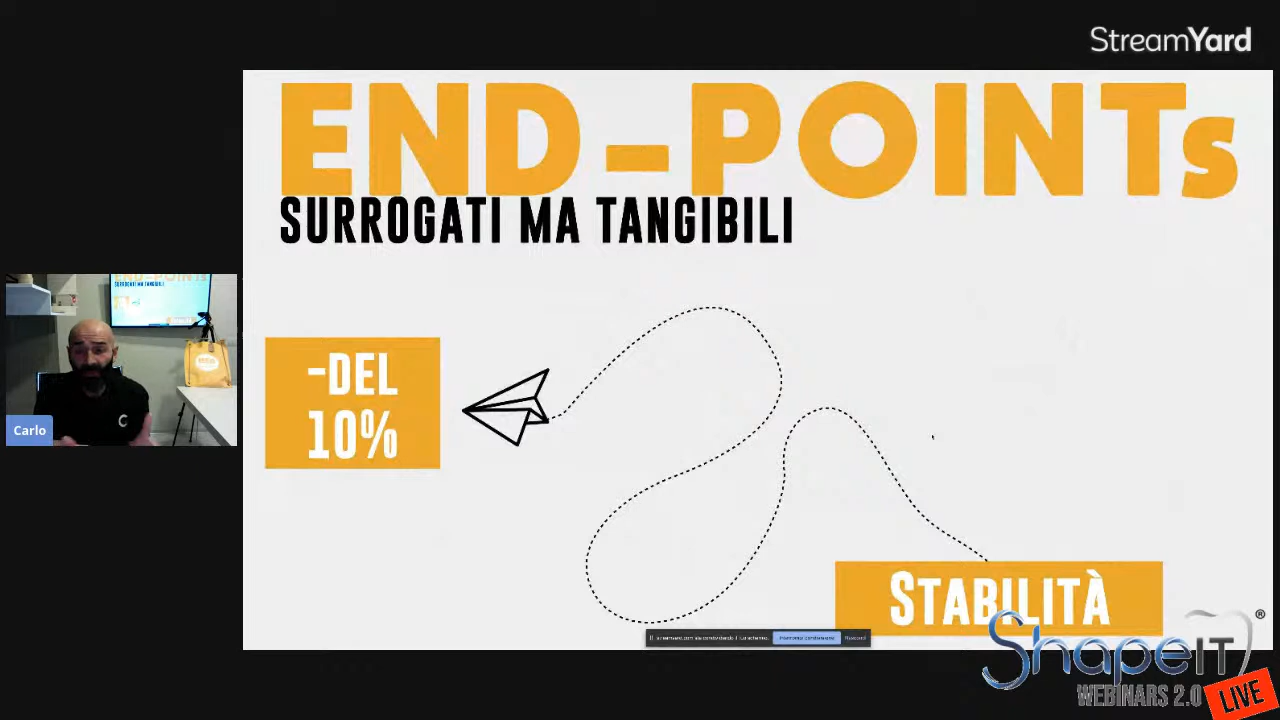 StreamYard
END-POINTs
SURROGATI MA TANGIBILI
-DEL
10%
Carlo
STABILITÀ
ShapeIT®
WEBINARS 2.0
LIVE